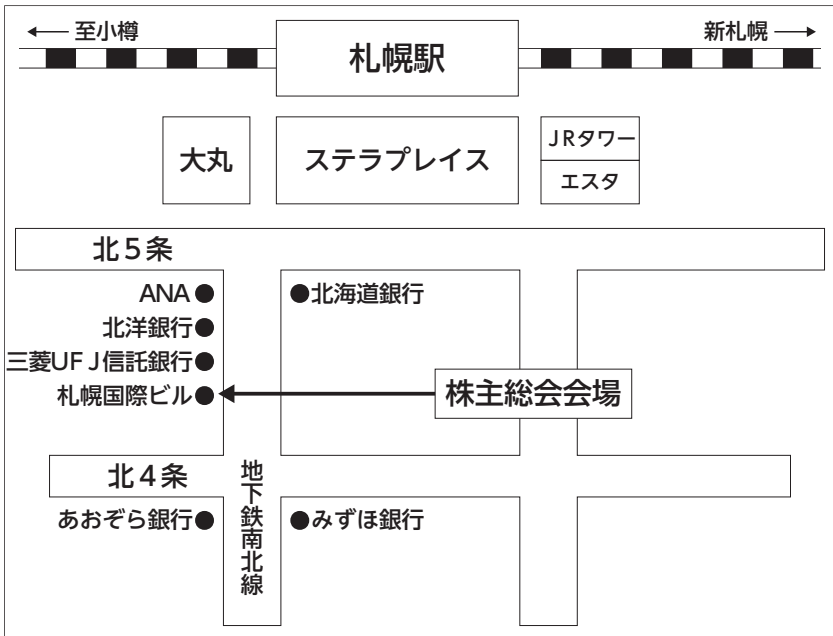 ←至小樽
札幌駅
新札幌→
大丸
ステラプレイス
JRタワー
エスタ
北5条
ANA●
●北海道銀行
北洋銀行●
三菱UFJ信託銀行●
札幌国際ビル●
株主総会会場
北4条
地下鉄南北線
あおぞら銀行●
●みずほ銀行